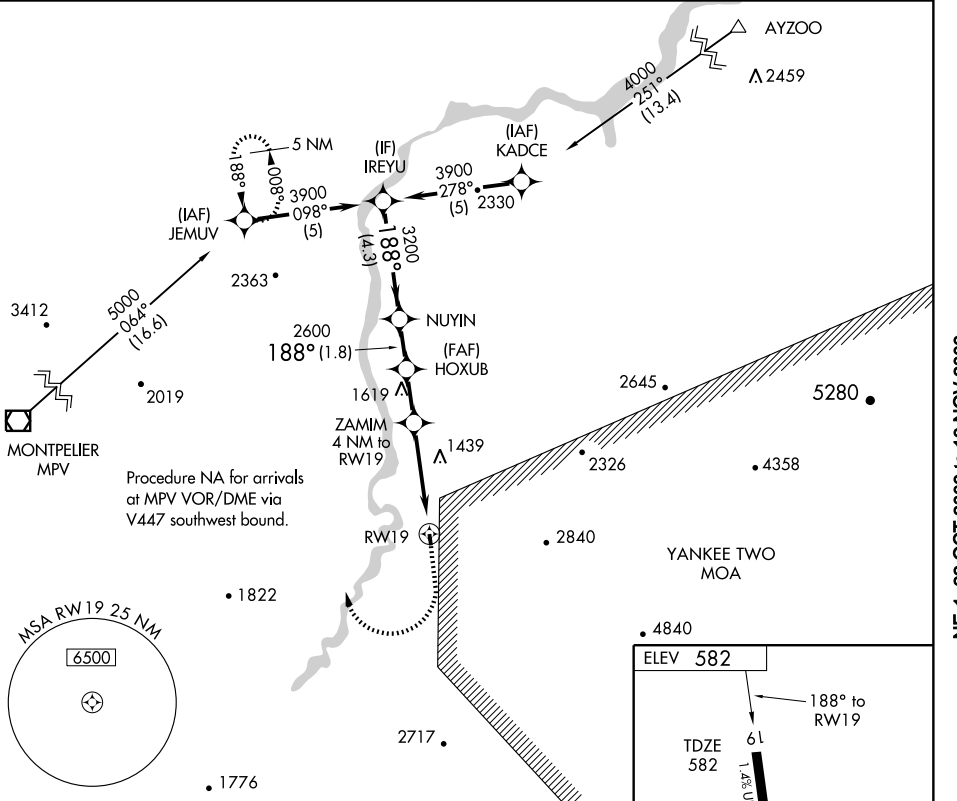 AYZOO
2459
4000
251°
(13.4)
5 NM
(IF)
IREYU
(IAF)
KADCE
188°
008°
3900
098°
(5)
3900
278°
(5)
2330
(IAF)
JEMUV
3200
188°
(4.3)
2363
5000
064°
(16.6)
3412
NUYIN
2600
188° (1.8)
(FAF)
HOXUB
2019
1619
2645
5280
ZAMIM
4 NM to
RW19
1439
MONTPELIER
MPV
2326
4358
Procedure NA for arrivals
at MPV VOR/DME via
V447 southwest bound.
RW19
2840
YANKEE TWO
MOA
1822
MSA RW19 25 NM
6500
4840
ELEV 582
188° to
RW19
19
TDZE
582
2717
1776